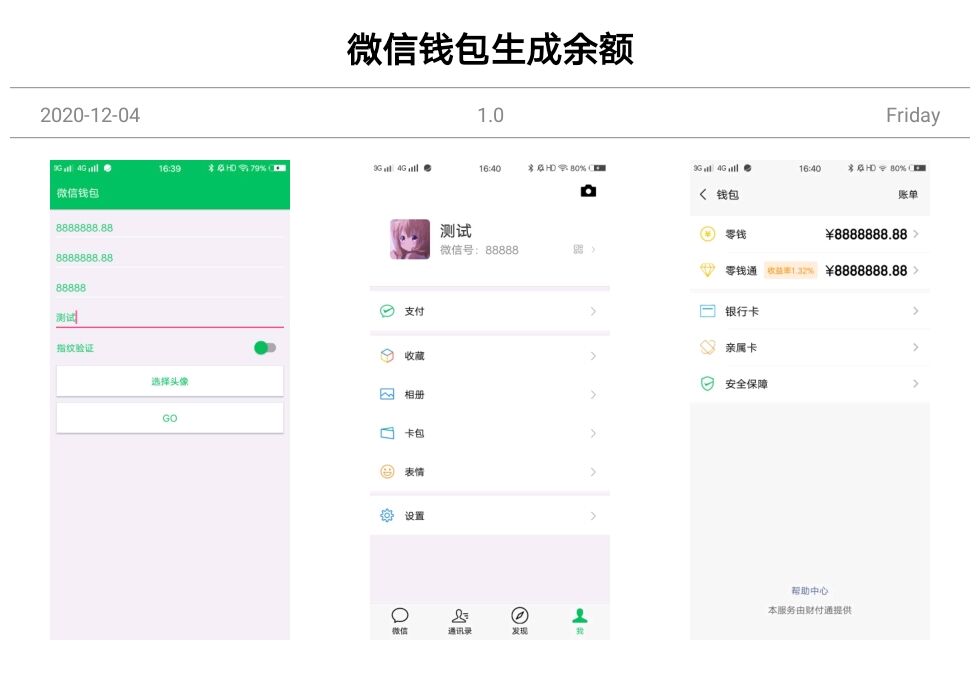 微信钱包生成余额
2020-12-04
1.0
Friday
9G 4G 16:39 HD 79%
微信钱包
8888888.88
8888888.88
88888
测试
指纹验证
选择头像
GO
9G 4G 16:40 HD 80%
测试
微信号：88888
支付
收藏
相册
卡包
表情
设置
微信 通讯录 发现 我
9G 4G 16:40 HD 80%
钱包 账单
零钱 ¥8888888.88
零钱通 收益率1.32% ¥8888888.88
银行卡
亲属卡
安全保障
帮助中心
本服务由财付通提供